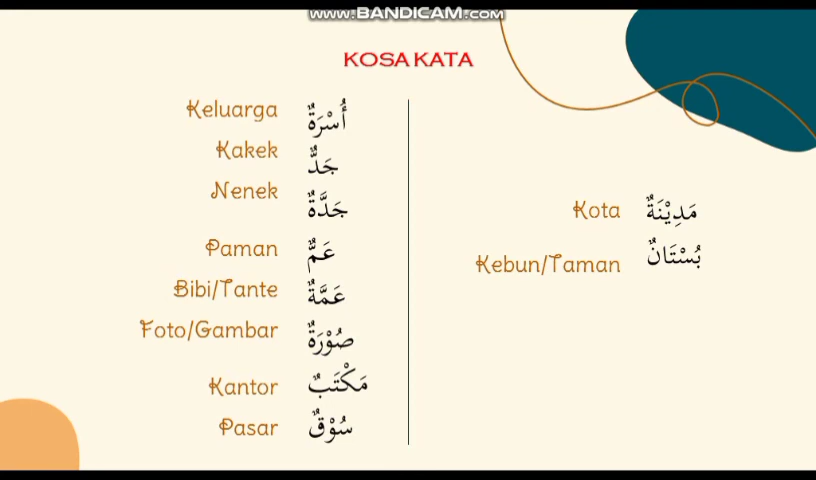 www.BANDICAM.com
KOSA KATA
Keluarga أُسْرَةٌ
Kakek جَدٌّ
Nenek جَدَّةٌ
Paman عَمٌّ
Bibi/Tante عَمَّةٌ
Foto/Gambar صُوْرَةٌ
Kantor مَكْتَبٌ
Pasar سُوْقٌ
Kota مَدِيْنَةٌ
Kebun/Taman بُسْتَانٌ